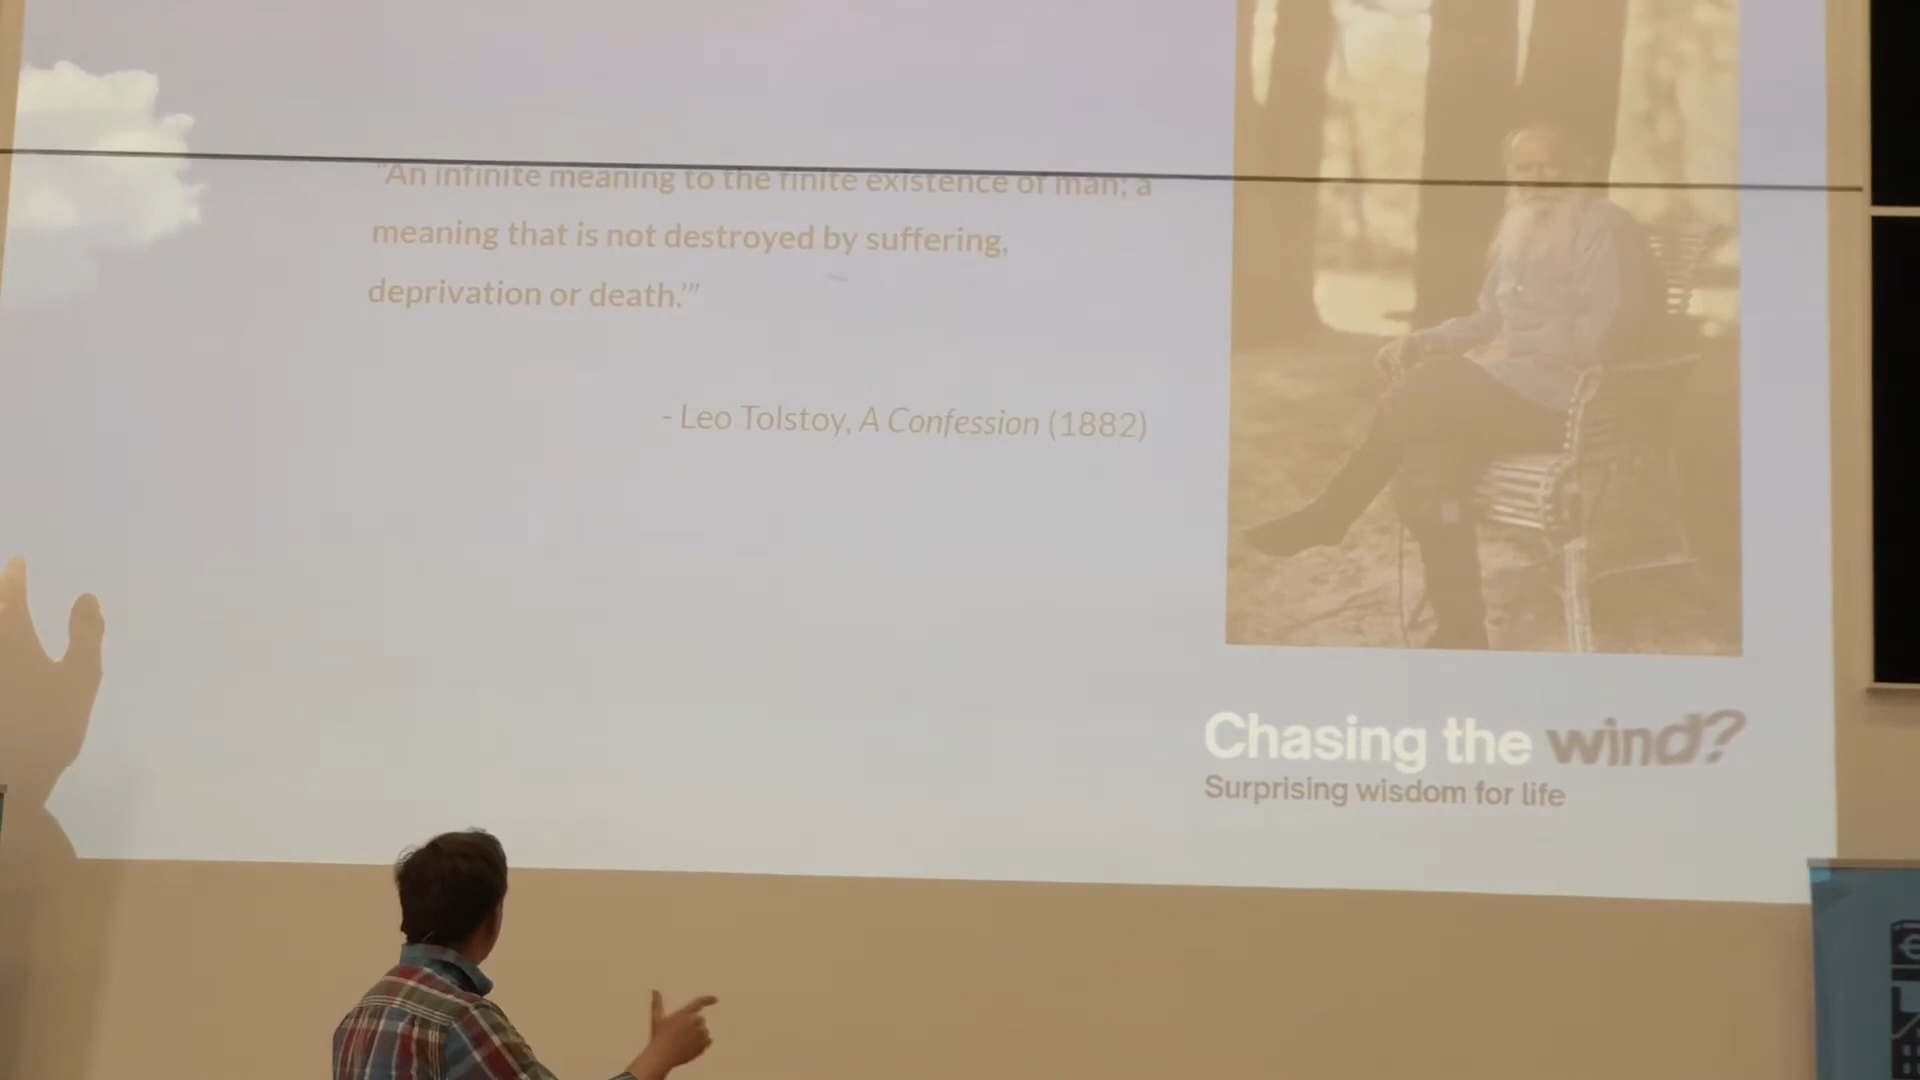 "An infinite meaning to the finite existence of man; a
meaning that is not destroyed by suffering,
deprivation or death.'"
- Leo Tolstoy, A Confession (1882)
Chasing the wind?
Surprising wisdom for life